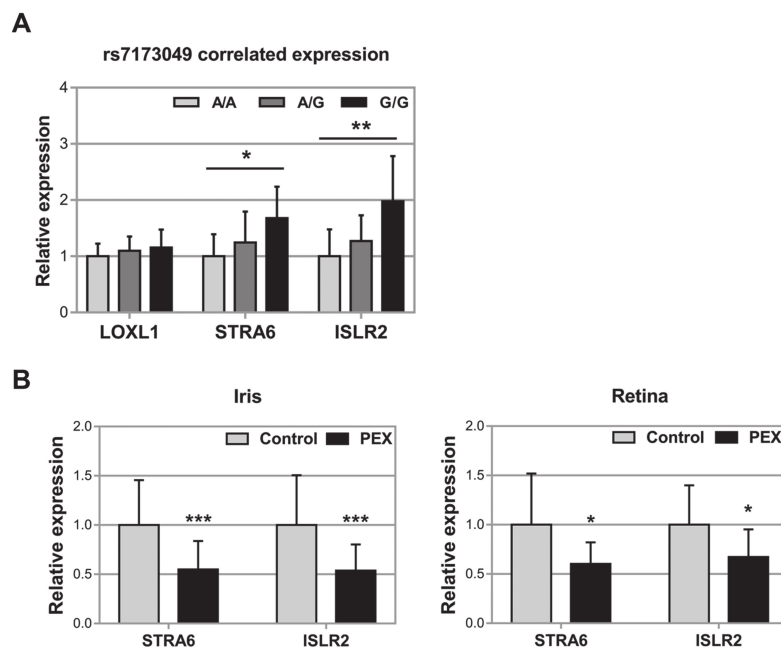 A
rs7173049 correlated expression
A/A A/G G/G
Relative expression
4
3
2
1
0
*
**
LOXL1 STRA6 ISLR2
B
Iris
Control PEX
Relative expression
2.0
1.5
1.0
0.5
0.0
***
***
STRA6 ISLR2
Retina
Control PEX
Relative expression
2.0
1.5
1.0
0.5
0.0
*
*
STRA6 ISLR2